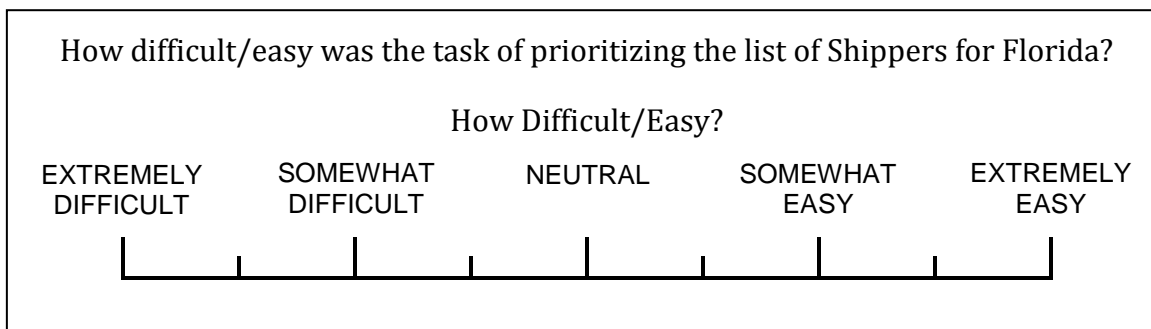 How difficult/easy was the task of prioritizing the list of Shippers for Florida?
How Difficult/Easy?
EXTREMELY DIFFICULT
SOMEWHAT DIFFICULT
NEUTRAL
SOMEWHAT EASY
EXTREMELY EASY